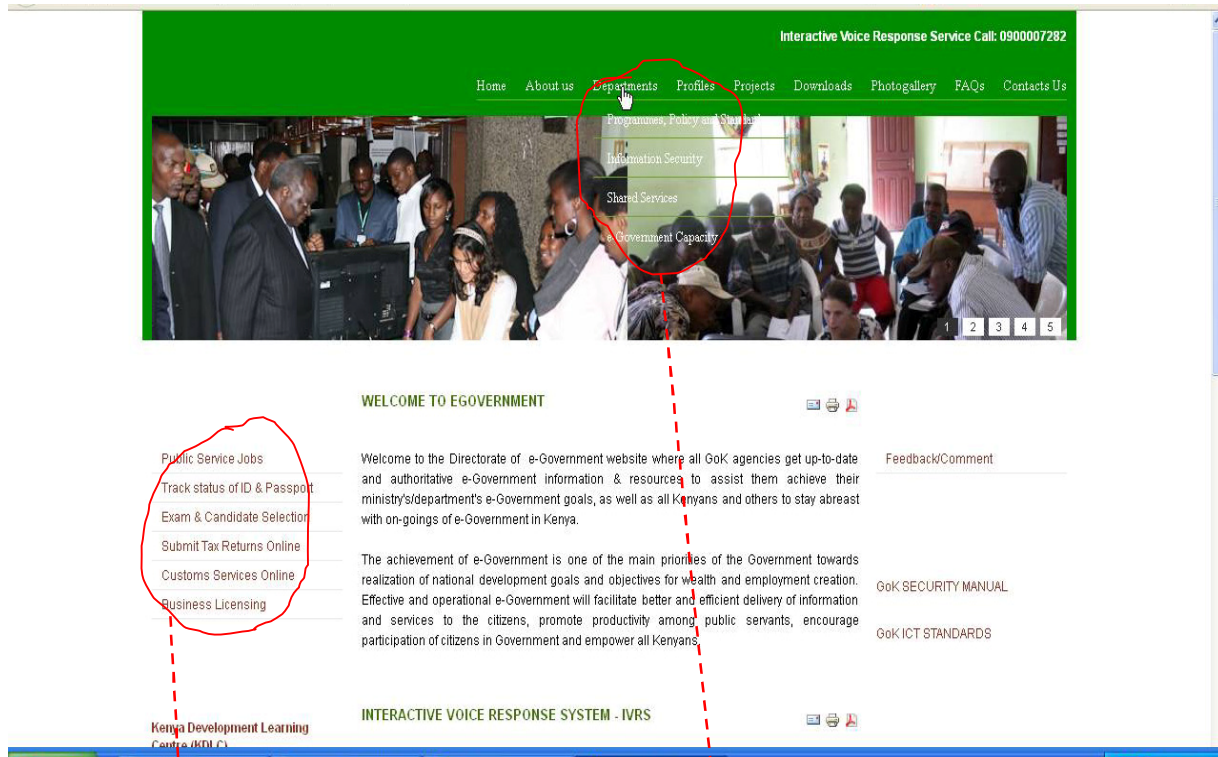 Interactive Voice Response Service Call: 0900007282
Home About us Departments Profiles Projects Downloads Photogallery FAQs Contacts Us
Programmes, Policy and Standards
Information Security
Shared Services
e-Government Capacity
1 2 3 4 5
Public Service Jobs
Track status of ID & Passport
Exam & Candidate Selection
Submit Tax Returns Online
Customs Services Online
Business Licensing
Kenya Development Learning
Centre (KDLC)
WELCOME TO EGOVERNMENT
Welcome to the Directorate of e-Government website where all GoK agencies get up-to-date
and authoritative e-Government information & resources to assist them achieve their
ministry's/department's e-Government goals, as well as all Kenyans and others to stay abreast
with on-goings of e-Government in Kenya.
The achievement of e-Government is one of the main priorities of the Government towards
realization of national development goals and objectives for wealth and employment creation.
Effective and operational e-Government will facilitate better and efficient delivery of information
and services to the citizens, promote productivity among public servants, encourage
participation of citizens in Government and empower all Kenyans.
INTERACTIVE VOICE RESPONSE SYSTEM - IVRS
Feedback/Comment
GoK SECURITY MANUAL
GoK ICT STANDARDS